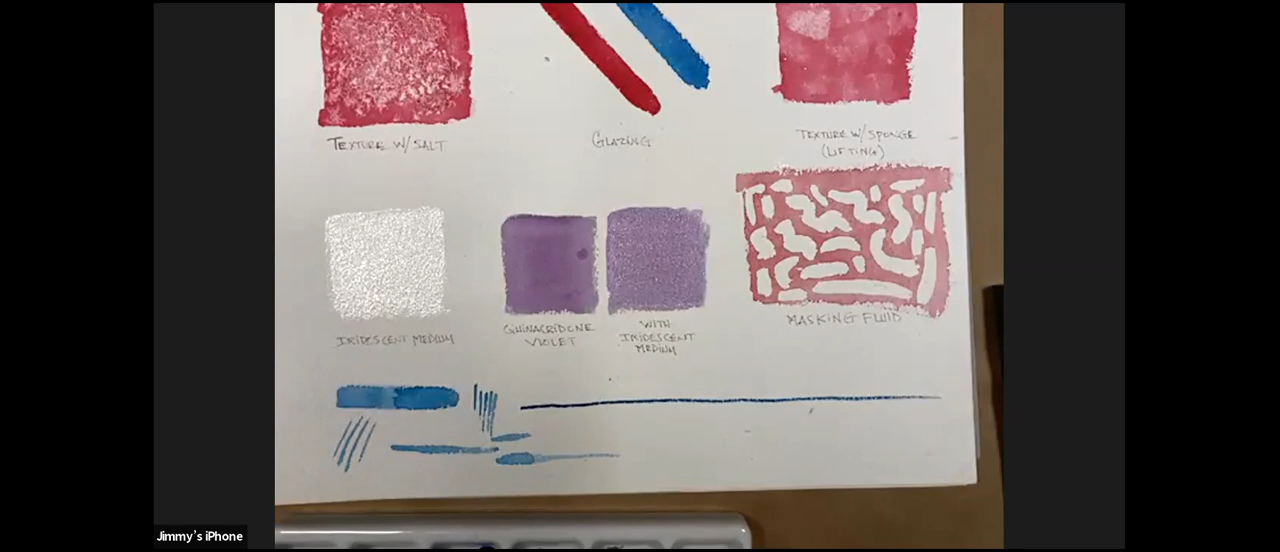 TEXTURE W/ SALT
GLAZING
TEXTURE W/ SPONGE
(LIFTING)
IRIDESCENT MEDIUM
QUINACRIDONE
VIOLET
WITH
IRIDESCENT
MEDIUM
MASKING FLUID
Jimmy's iPhone